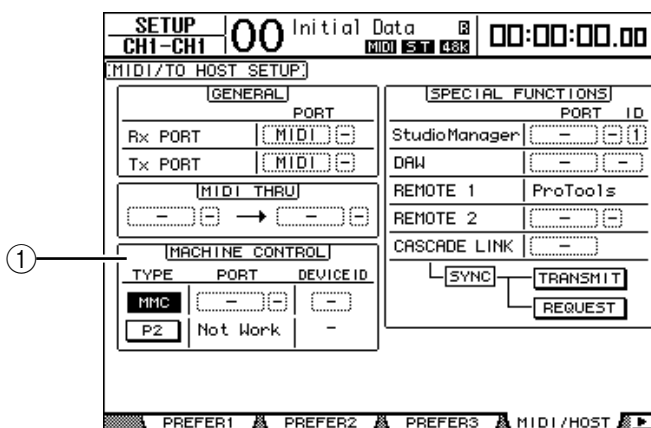 SETUP
CH1-CH1
00 Initial Data R
MIDI ST 48K
00:00:00.00
MIDI/TO HOST SETUP
GENERAL
PORT
Rx PORT MIDI -
Tx PORT MIDI -
MIDI THRU
- - → - -
① MACHINE CONTROL
TYPE PORT DEVICE ID
MMC - - -
P2 Not Work -
SPECIAL FUNCTIONS
PORT ID
StudioManager - - 1
DAW - -
REMOTE 1 ProTools
REMOTE 2 - -
CASCADE LINK -
SYNC TRANSMIT
REQUEST
PREFER1 PREFER2 PREFER3 MIDI/HOST